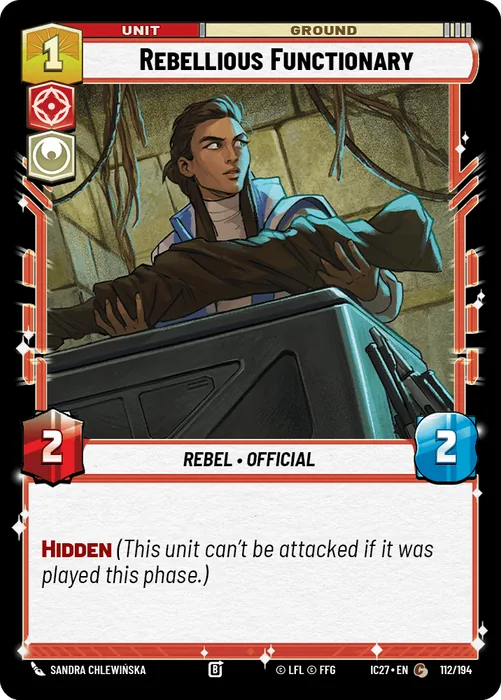 UNIT
GROUND
1
REBELLIOUS FUNCTIONARY
2
2
REBEL • OFFICIAL
HIDDEN (This unit can't be attacked if it was
played this phase.)
SANDRA CHLEWIŃSKA
B
© LFL © FFG
IC27 • EN
C
112/194